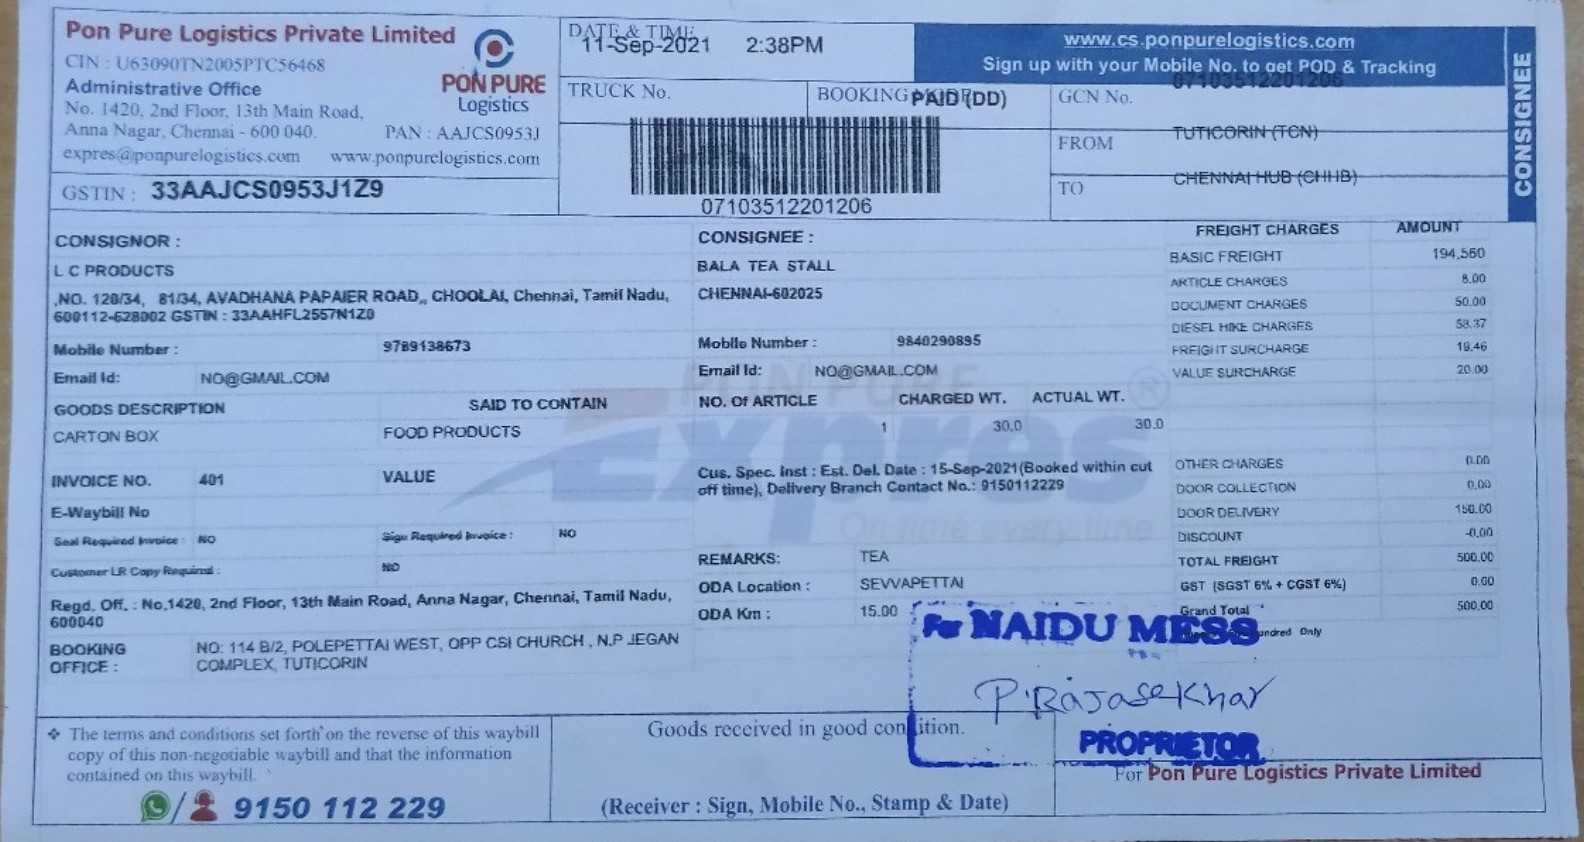 Pon Pure Logistics Private Limited
CIN : U63090TN2005PTC56468
Administrative Office
No. 1420, 2nd Floor, 13th Main Road,
Anna Nagar, Chennai - 600 040. PAN : AAJCS0953J
expres@ponpurelogistics.com www.ponpurelogistics.com
PON PURE
Logistics
GSTIN : 33AAJCS0953J1Z9
DATE & TIME
11-Sep-2021 2:38PM
TRUCK No.
BOOKING
PAID (DD)
07103512201206
www.cs.ponpurelogistics.com
Sign up with your Mobile No. to get POD & Tracking
GCN No. 07103512201206
FROM TUTICORIN (TCN)
TO CHENNAI HUB (CHHB)
CONSIGNEE
CONSIGNOR :
L C PRODUCTS
,NO. 120/34, 81/34, AVADHANA PAPAIER ROAD,, CHOOLAI, Chennai, Tamil Nadu,
600112-628002 GSTIN : 33AAHFL2557N1Z0
Mobile Number : 9789138673
Email Id: NO@GMAIL.COM
GOODS DESCRIPTION SAID TO CONTAIN
CARTON BOX FOOD PRODUCTS
INVOICE NO. 401 VALUE
E-Waybill No
Seal Required Invoice : NO Sign Required Invoice : NO
Customer LR Copy Required : NO
Regd. Off. : No,1420, 2nd Floor, 13th Main Road, Anna Nagar, Chennai, Tamil Nadu,
600040
BOOKING OFFICE :
NO: 114 B/2, POLEPETTAI WEST, OPP CSI CHURCH , N.P JEGAN
COMPLEX, TUTICORIN
CONSIGNEE :
BALA TEA STALL
CHENNAI-602025
Mobile Number : 9840290895
Email Id: NO@GMAIL.COM
NO. Of ARTICLE CHARGED WT. ACTUAL WT.
1 30.0 30.0
Cus. Spec. Inst : Est. Del. Date : 15-Sep-2021(Booked within cut
off time), Delivery Branch Contact No.: 9150112229
REMARKS: TEA
ODA Location : SEVVAPETTAI
ODA Km : 15.00
PON PURE
Expres
On time every time
FREIGHT CHARGES AMOUNT
BASIC FREIGHT 194,560
ARTICLE CHARGES 8.00
DOCUMENT CHARGES 50.00
DIESEL HIKE CHARGES 58.37
FREIGHT SURCHARGE 19.46
VALUE SURCHARGE 20.00
OTHER CHARGES 0.00
DOOR COLLECTION 0.00
DOOR DELIVERY 150.00
DISCOUNT -0.00
TOTAL FREIGHT 500.00
GST (SGST 6% + CGST 6%) 0.00
Grand Total 500.00
Only
For NAIDU MESS
P. Rajasekhar
PROPRIETOR
❖ The terms and conditions set forth on the reverse of this waybill
copy of this non-negotiable waybill and that the information
contained on this waybill.
9150 112 229
Goods received in good condition.
(Receiver : Sign, Mobile No., Stamp & Date)
For Pon Pure Logistics Private Limited